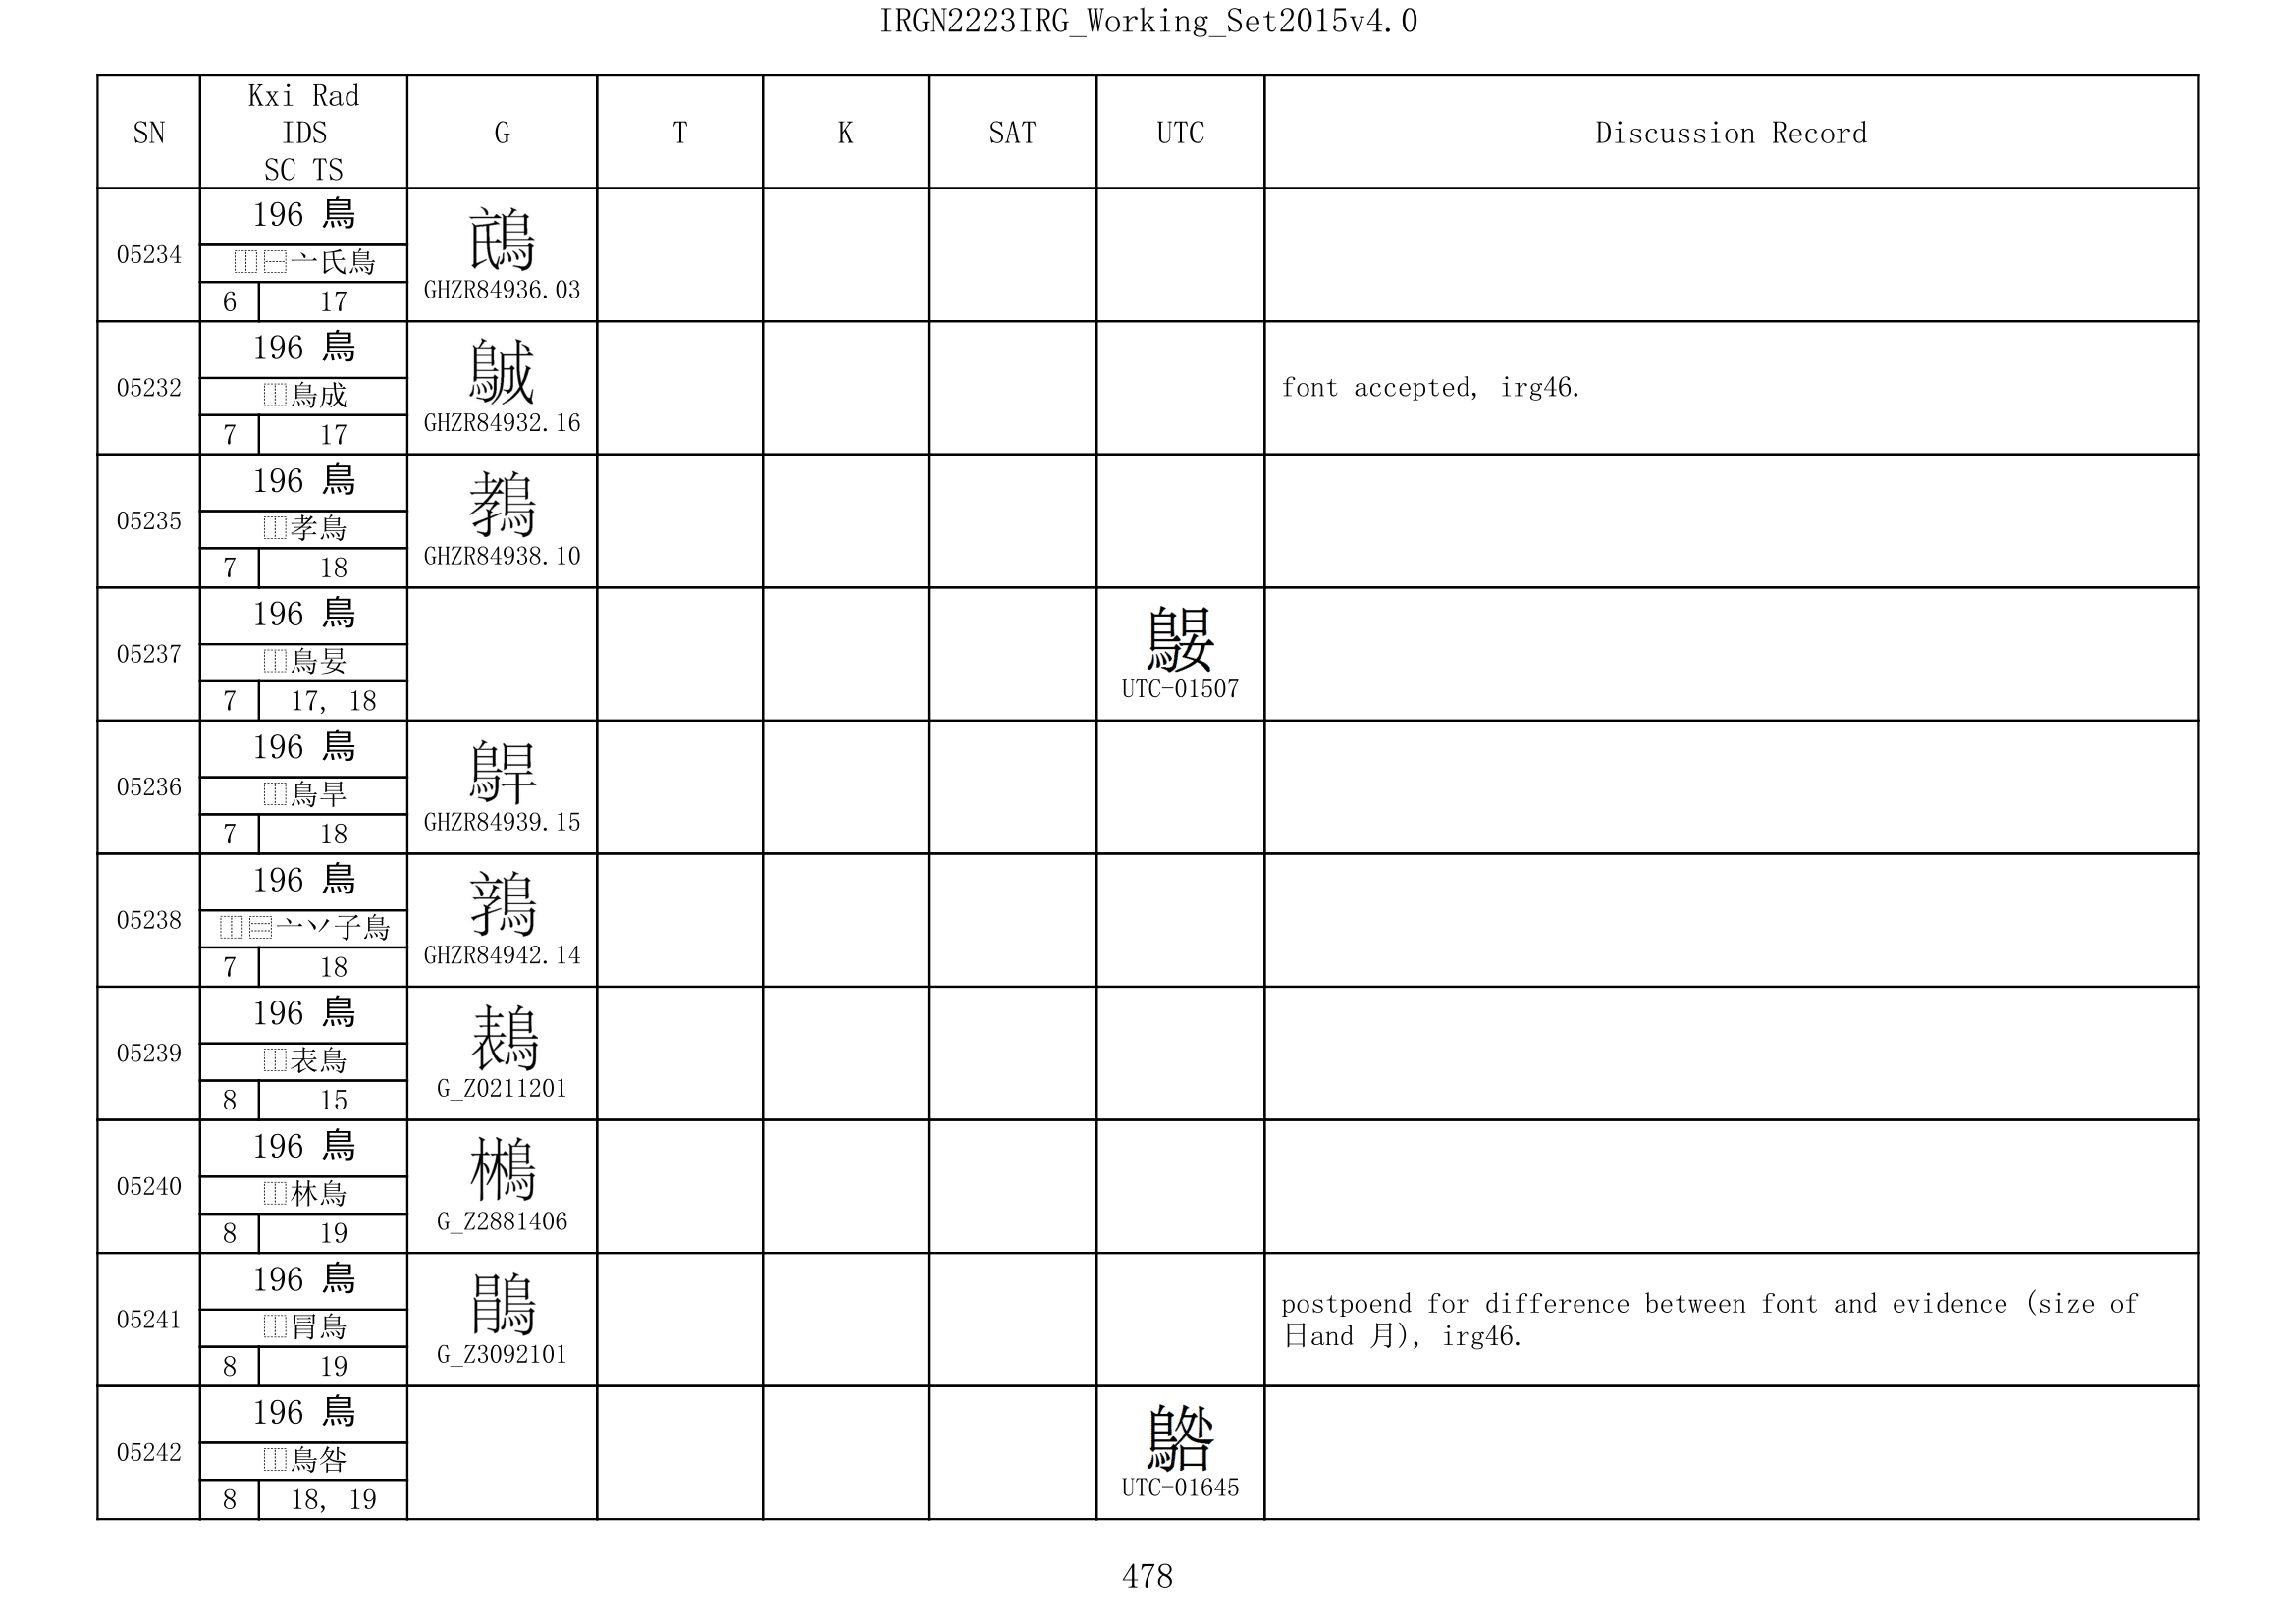 IRGN2223IRG_Working_Set2015v4.0
SN
Kxi Rad
IDS
SC TS
G
T
K
SAT
UTC
Discussion Record
05234
196 鳥
⿰⿱亠氏鳥
6 17
GHZR84936.03
05232
196 鳥
⿰鳥成
7 17
GHZR84932.16
font accepted, irg46.
05235
196 鳥
⿰孝鳥
7 18
GHZR84938.10
05237
196 鳥
⿰鳥妟
7 17, 18
UTC-01507
05236
196 鳥
⿰鳥旱
7 18
GHZR84939.15
05238
196 鳥
⿰⿳亠丷子鳥
7 18
GHZR84942.14
05239
196 鳥
⿰表鳥
8 15
G_Z0211201
05240
196 鳥
⿰林鳥
8 19
G_Z2881406
05241
196 鳥
⿰冐鳥
8 19
G_Z3092101
postpoend for difference between font and evidence (size of
日and 月), irg46.
05242
196 鳥
⿰鳥咎
8 18, 19
UTC-01645
478